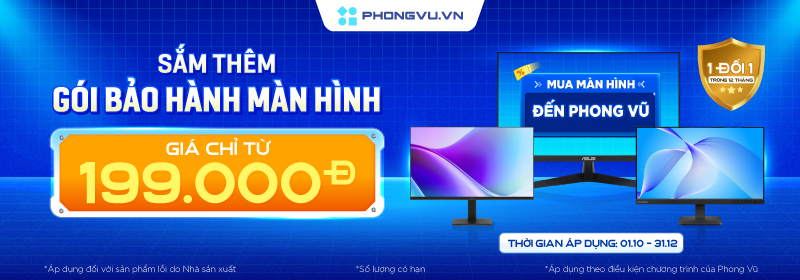 PHONGVU.VN
SẮM THÊM
GÓI BẢO HÀNH MÀN HÌNH
GIÁ CHỈ TỪ
199.000Đ
%
MUA MÀN HÌNH
ĐẾN PHONG VŨ
1 ĐỔI 1
TRONG 12 THÁNG
ASUS
THỜI GIAN ÁP DỤNG: 01.10 - 31.12
*Áp dụng đối với sản phẩm lỗi do Nhà sản xuất
*Số lượng có hạn
*Áp dụng theo điều kiện chương trình của Phong Vũ